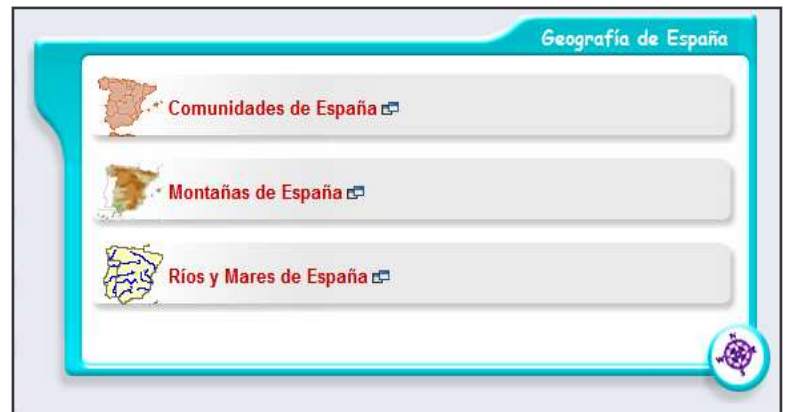 Geografía de España
Comunidades de España
Montañas de España
Ríos y Mares de España